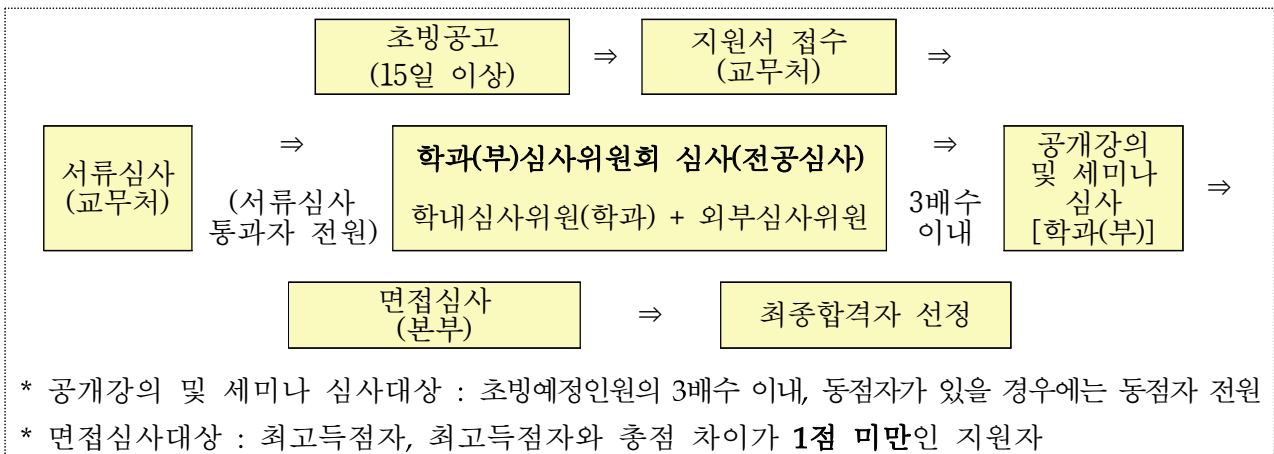 초빙공고
(15일 이상)
⇒
지원서 접수
(교무처)
⇒
서류심사
(교무처)
⇒
(서류심사
통과자 전원)
학과(부)심사위원회 심사(전공심사)
학내심사위원(학과) + 외부심사위원
⇒
3배수
이내
공개강의
및 세미나
심사
[학과(부)]
⇒
면접심사
(본부)
⇒
최종합격자 선정
* 공개강의 및 세미나 심사대상 : 초빙예정인원의 3배수 이내, 동점자가 있을 경우에는 동점자 전원
* 면접심사대상 : 최고득점자, 최고득점자와 총점 차이가 1점 미만인 지원자